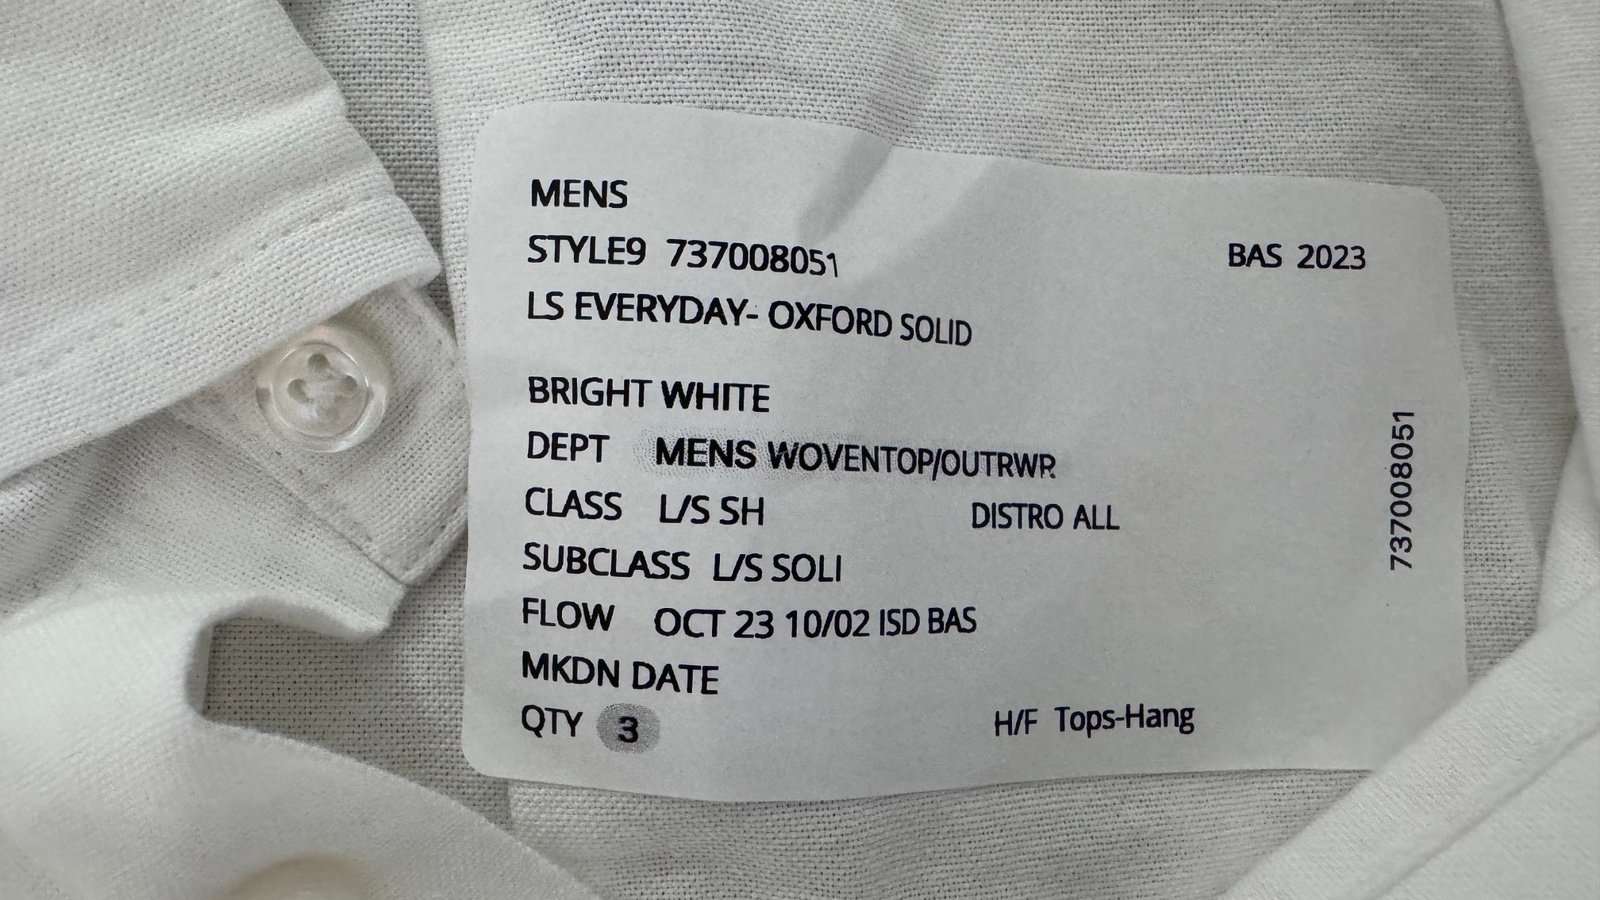 MENS
STYLE9 737008051 BAS 2023
LS EVERYDAY- OXFORD SOLID
BRIGHT WHITE
DEPT MENS WOVENTOP/OUTRWR
CLASS L/S SH DISTRO ALL
SUBCLASS L/S SOLI
FLOW OCT 23 10/02 ISD BAS
MKDN DATE
QTY 3 H/F Tops-Hang
737008051